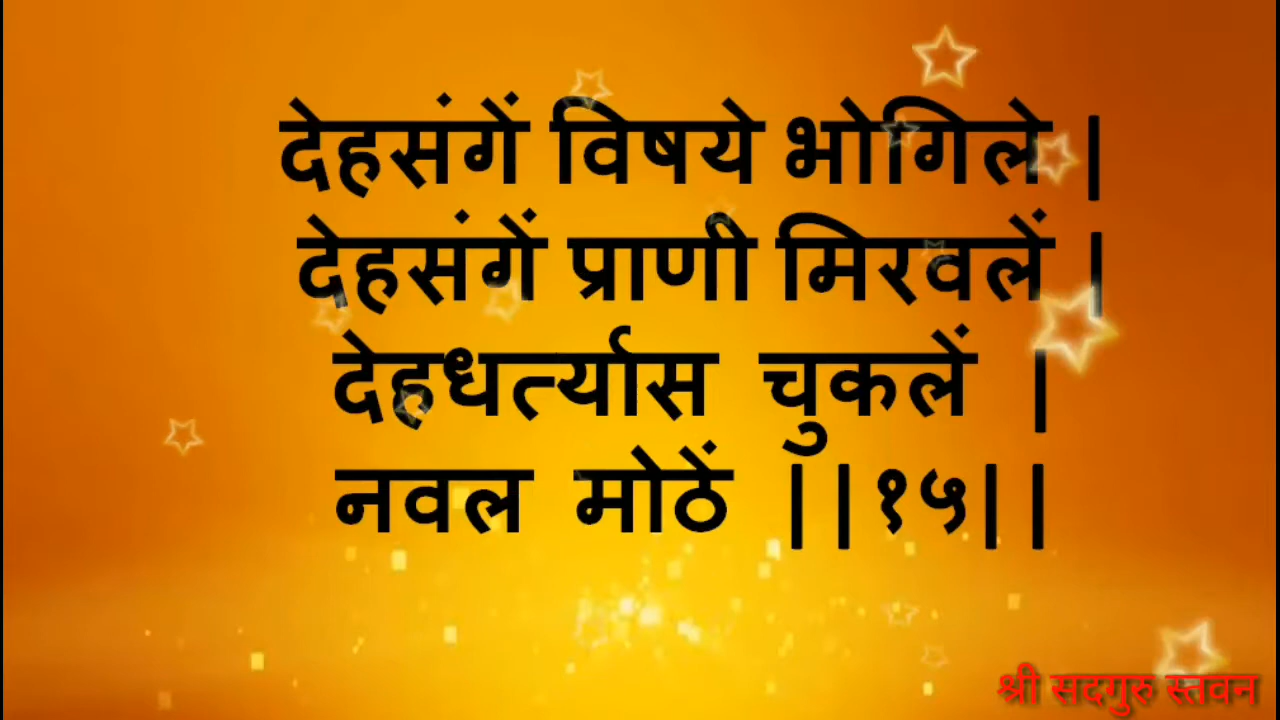 देहसंगें विषये भोगिले |
देहसंगें प्राणी मिरवलें |
देहधर्त्यास चुकलें |
नवल मोठें ||१५||
श्री सदगुरु स्तवन